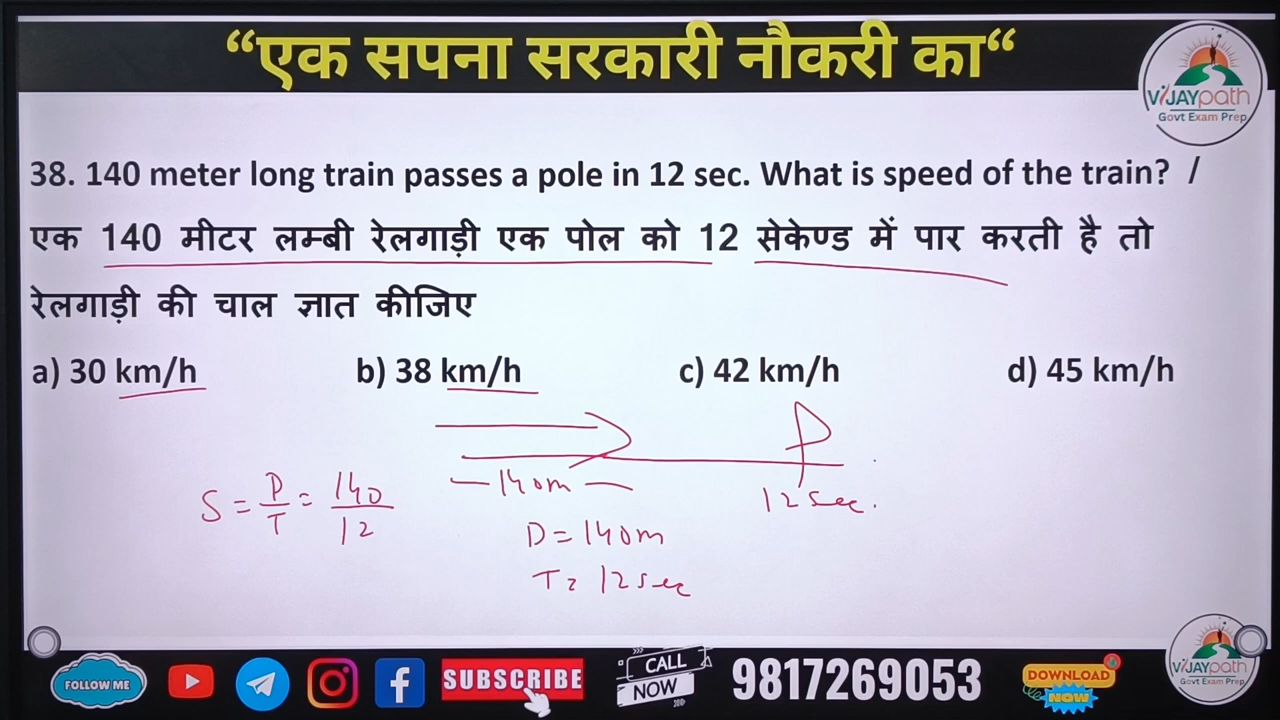 “एक सपना सरकारी नौकरी का“
VIJAYpath
Govt Exam Prep
38. 140 meter long train passes a pole in 12 sec. What is speed of the train? /
एक 140 मीटर लम्बी रेलगाड़ी एक पोल को 12 सेकेण्ड में पार करती है तो
रेलगाड़ी की चाल ज्ञात कीजिए
a) 30 km/h b) 38 km/h c) 42 km/h d) 45 km/h
140m
12 sec.
S = D/T = 140/12
D = 140m
T = 12 sec
FOLLOW ME
SUBSCRIBE
CALL NOW
9817269053
DOWNLOAD NOW
VIJAYpath
Govt Exam Prep